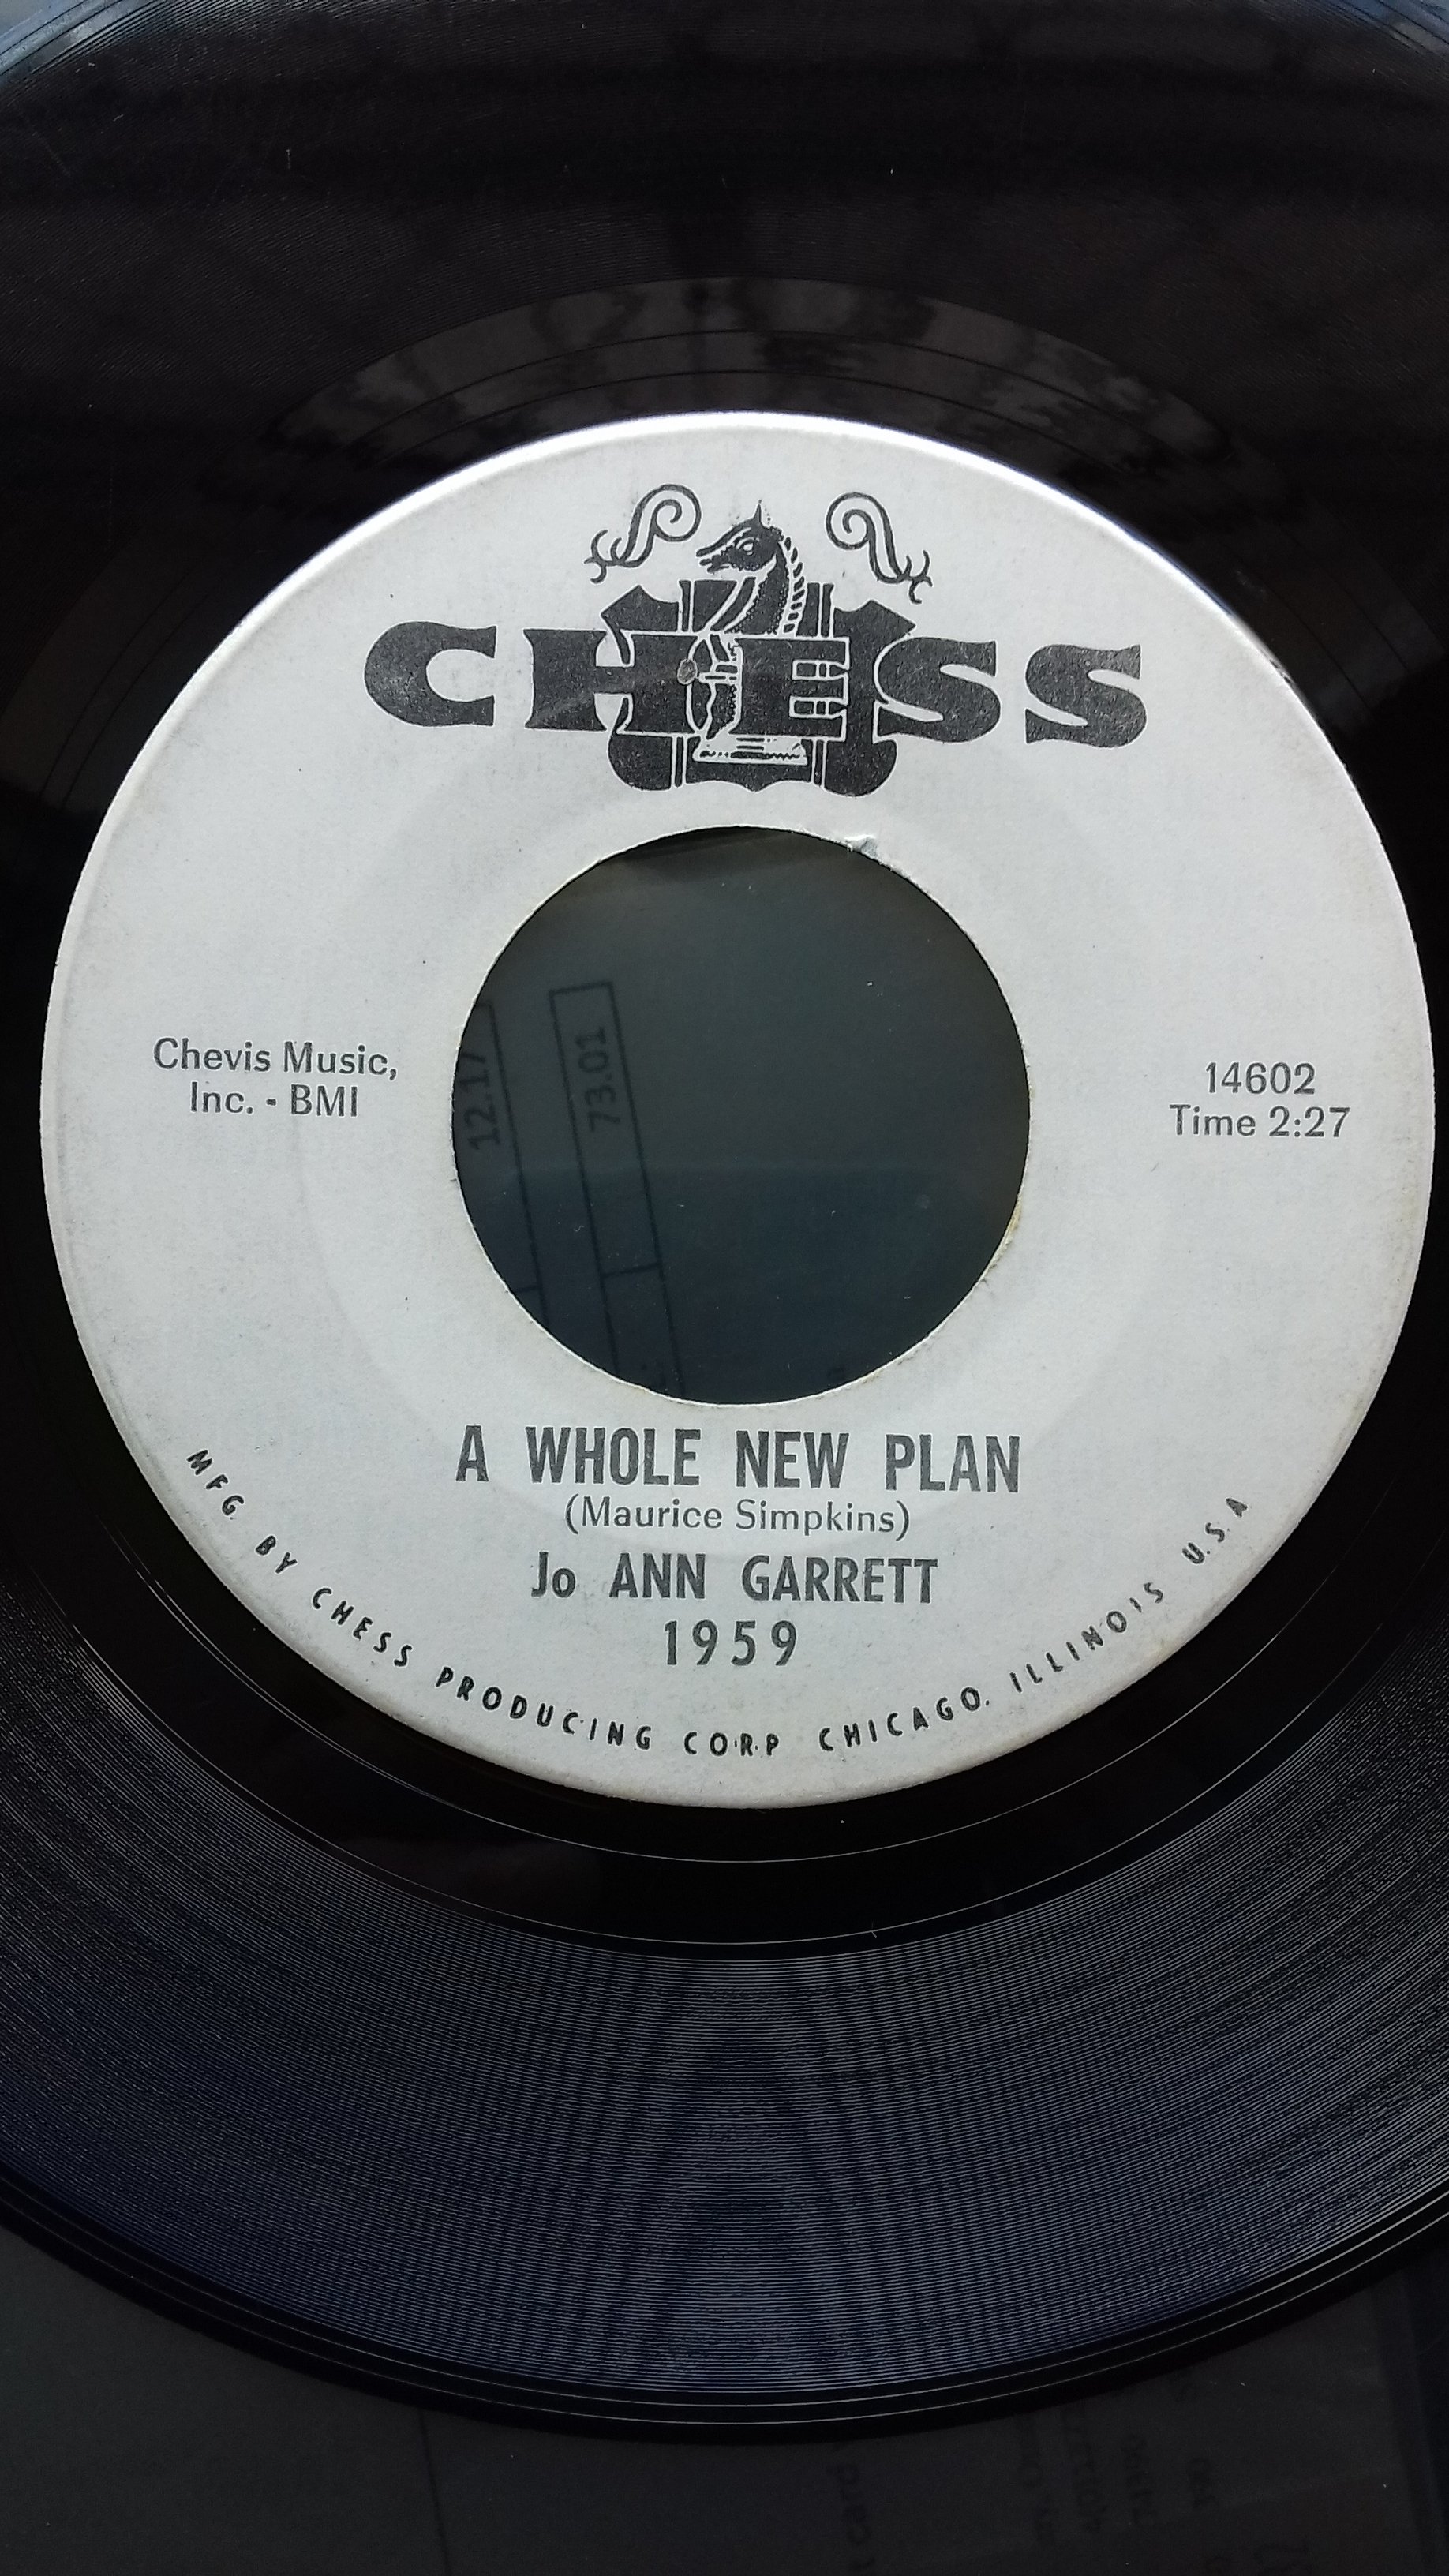 CHESS
Chevis Music,
Inc. - BMI
14602
Time 2:27
12.17
73.01
A WHOLE NEW PLAN
(Maurice Simpkins)
Jo ANN GARRETT
1959
MFG. BY CHESS PRODUCING CORP CHICAGO, ILLINOIS U.S.A